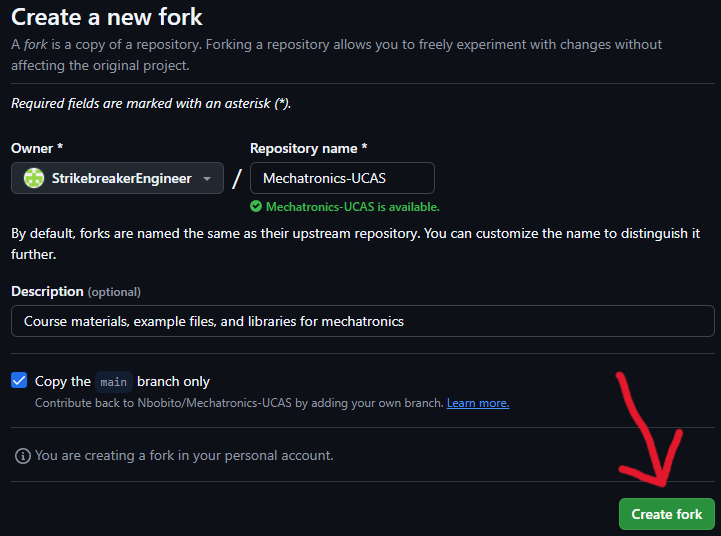 Create a new fork
A fork is a copy of a repository. Forking a repository allows you to freely experiment with changes without
affecting the original project.
Required fields are marked with an asterisk (*).
Owner *
Repository name *
StrikebreakerEngineer
/
Mechatronics-UCAS
Mechatronics-UCAS is available.
By default, forks are named the same as their upstream repository. You can customize the name to distinguish it
further.
Description (optional)
Course materials, example files, and libraries for mechatronics
Copy the main branch only
Contribute back to Nbobito/Mechatronics-UCAS by adding your own branch. Learn more.
You are creating a fork in your personal account.
Create fork